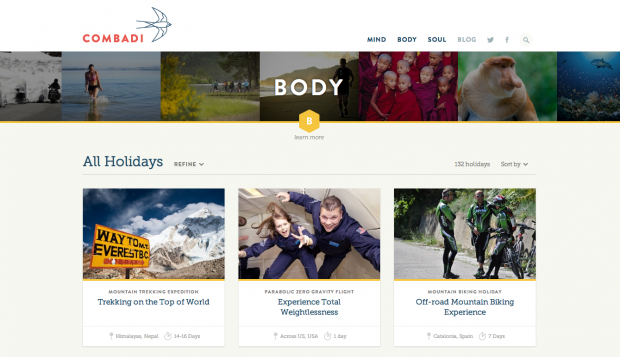 COMBADI
MIND BODY SOUL BLOG
BODY
B
learn more
All Holidays REFINE 132 holidays Sort by
WAY TO MT
EVEREST B.C.
MOUNTAIN TREKKING EXPEDITION
Trekking on the Top of World
Himalayas, Nepal 14-16 Days
PARABOLIC ZERO GRAVITY FLIGHT
Experience Total
Weightlessness
Across US, USA 1 day
MOUNTAIN BIKING HOLIDAY
Off-road Mountain Biking
Experience
Catalonia, Spain 7 Days